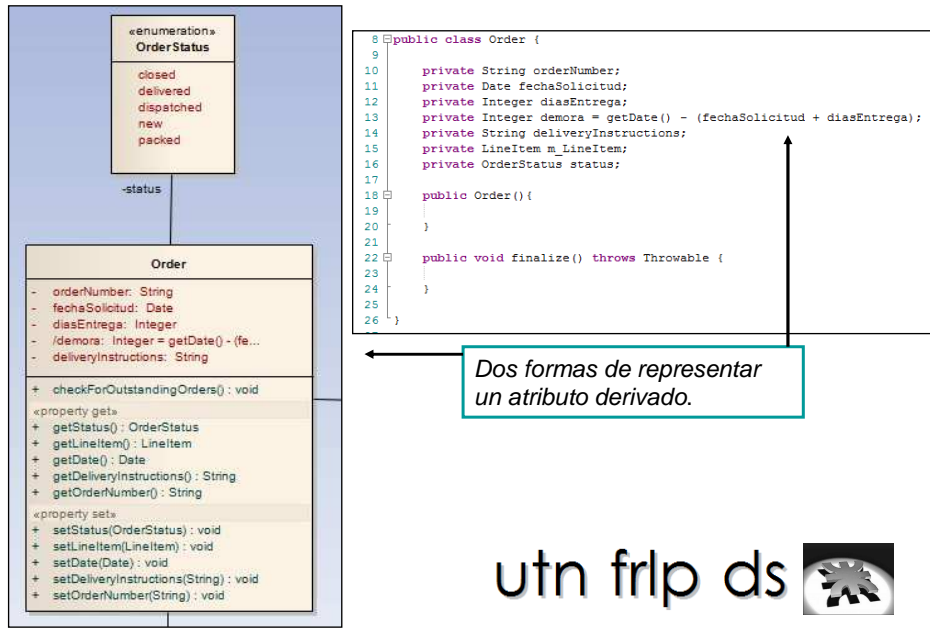 «enumeration»
OrderStatus
closed
delivered
dispatched
new
packed
-status
Order
- orderNumber: String
- fechaSolicitud: Date
- diasEntrega: Integer
- /demora: Integer = getDate() - (fe...
- deliveryInstructions: String
+ checkForOutstandingOrders() : void
«property get»
+ getStatus() : OrderStatus
+ getLineItem() : LineItem
+ getDate() : Date
+ getDeliveryInstructions() : String
+ getOrderNumber() : String
«property set»
+ setStatus(OrderStatus) : void
+ setLineItem(LineItem) : void
+ setDate(Date) : void
+ setDeliveryInstructions(String) : void
+ setOrderNumber(String) : void
8 public class Order {
9
10 private String orderNumber;
11 private Date fechaSolicitud;
12 private Integer diasEntrega;
13 private Integer demora = getDate() - (fechaSolicitud + diasEntrega);
14 private String deliveryInstructions;
15 private LineItem m_LineItem;
16 private OrderStatus status;
17
18 public Order(){
19
20 }
21
22 public void finalize() throws Throwable {
23
24 }
25
26 }
Dos formas de representar
un atributo derivado.
utn frlp ds